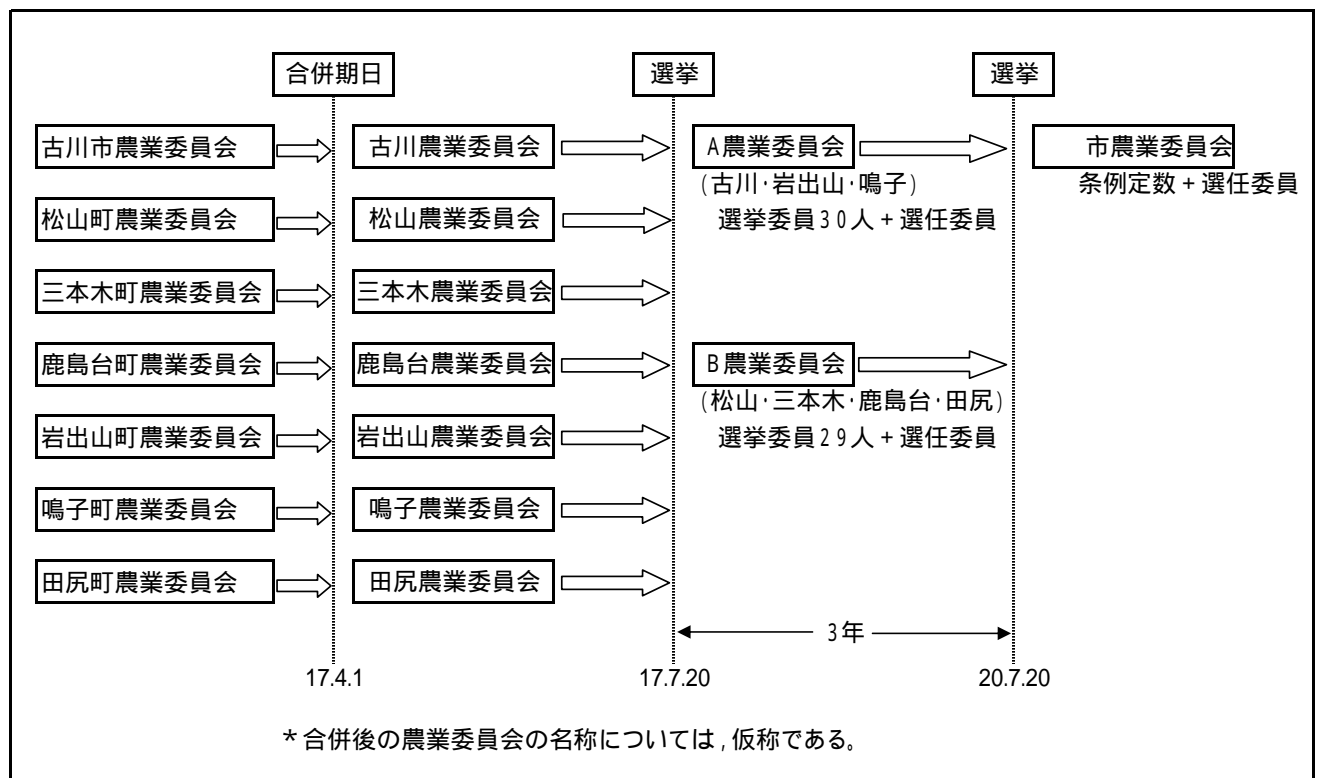 合併期日 選挙 選挙
古川市農業委員会 古川農業委員会 A農業委員会 市農業委員会
(古川・岩出山・鳴子) 条例定数+選任委員
松山町農業委員会 松山農業委員会 選挙委員30人+選任委員
三本木町農業委員会 三本木農業委員会
鹿島台町農業委員会 鹿島台農業委員会 B農業委員会
(松山・三本木・鹿島台・田尻)
岩出山町農業委員会 岩出山農業委員会 選挙委員29人+選任委員
鳴子町農業委員会 鳴子農業委員会
田尻町農業委員会 田尻農業委員会
3年
17.4.1 17.7.20 20.7.20
*合併後の農業委員会の名称については,仮称である。